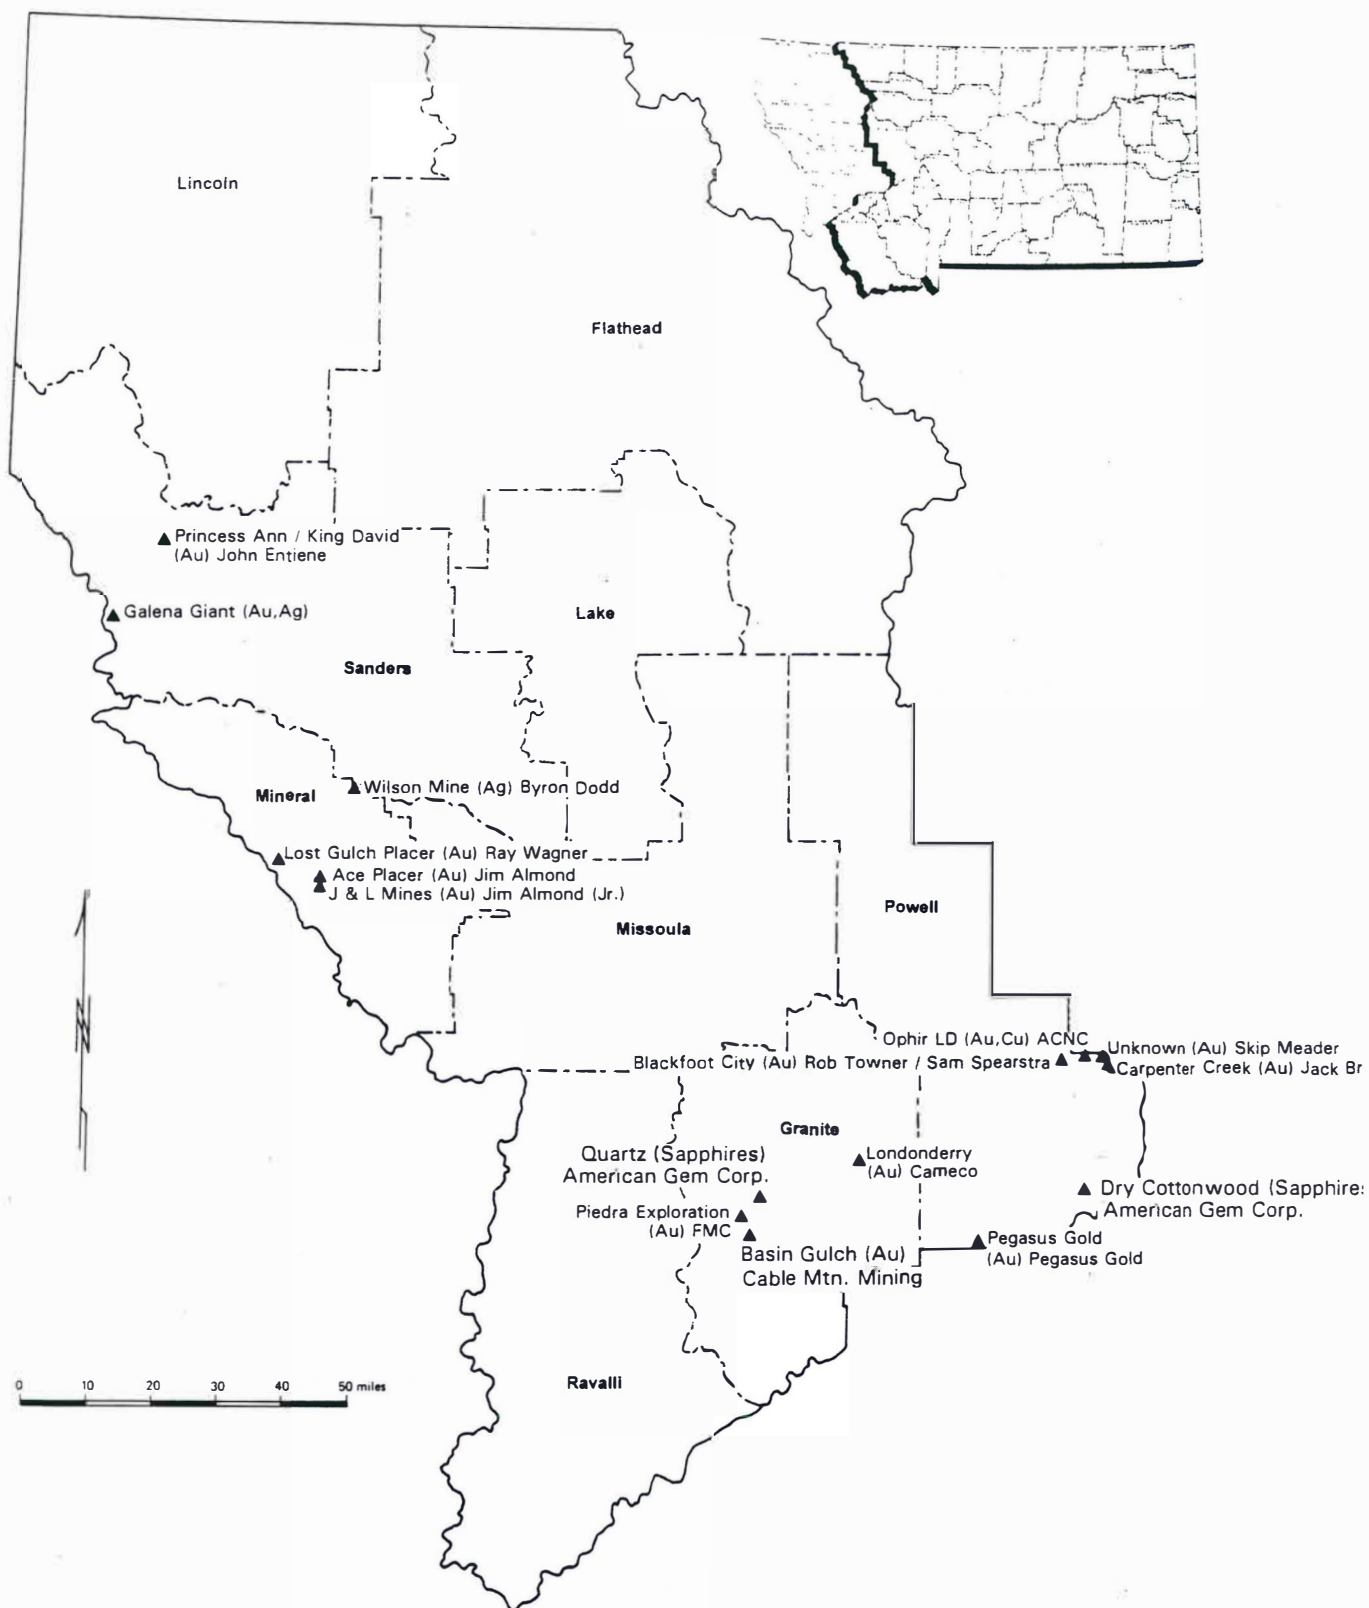 Lincoln
Flathead
Princess Ann / King David
(Au) John Entiene
Galena Giant (Au,Ag)
Lake
Sanders
Wilson Mine (Ag) Byron Dodd
Mineral
Lost Gulch Placer (Au) Ray Wagner
Ace Placer (Au) Jim Almond
J & L Mines (Au) Jim Almond (Jr.)
Powell
Missoula
N
Ophir LD (Au,Cu) ACNC
Unknown (Au) Skip Meader
Blackfoot City (Au) Rob Towner / Sam Spearstra
Carpenter Creek (Au) Jack Br
Granite
Quartz (Sapphires)
American Gem Corp.
Londonderry
(Au) Cameco
Dry Cottonwood (Sapphires
American Gem Corp.
Piedra Exploration
(Au) FMC
Basin Gulch (Au)
Cable Mtn. Mining
Pegasus Gold
(Au) Pegasus Gold
Ravalli
0 10 20 30 40 50 miles